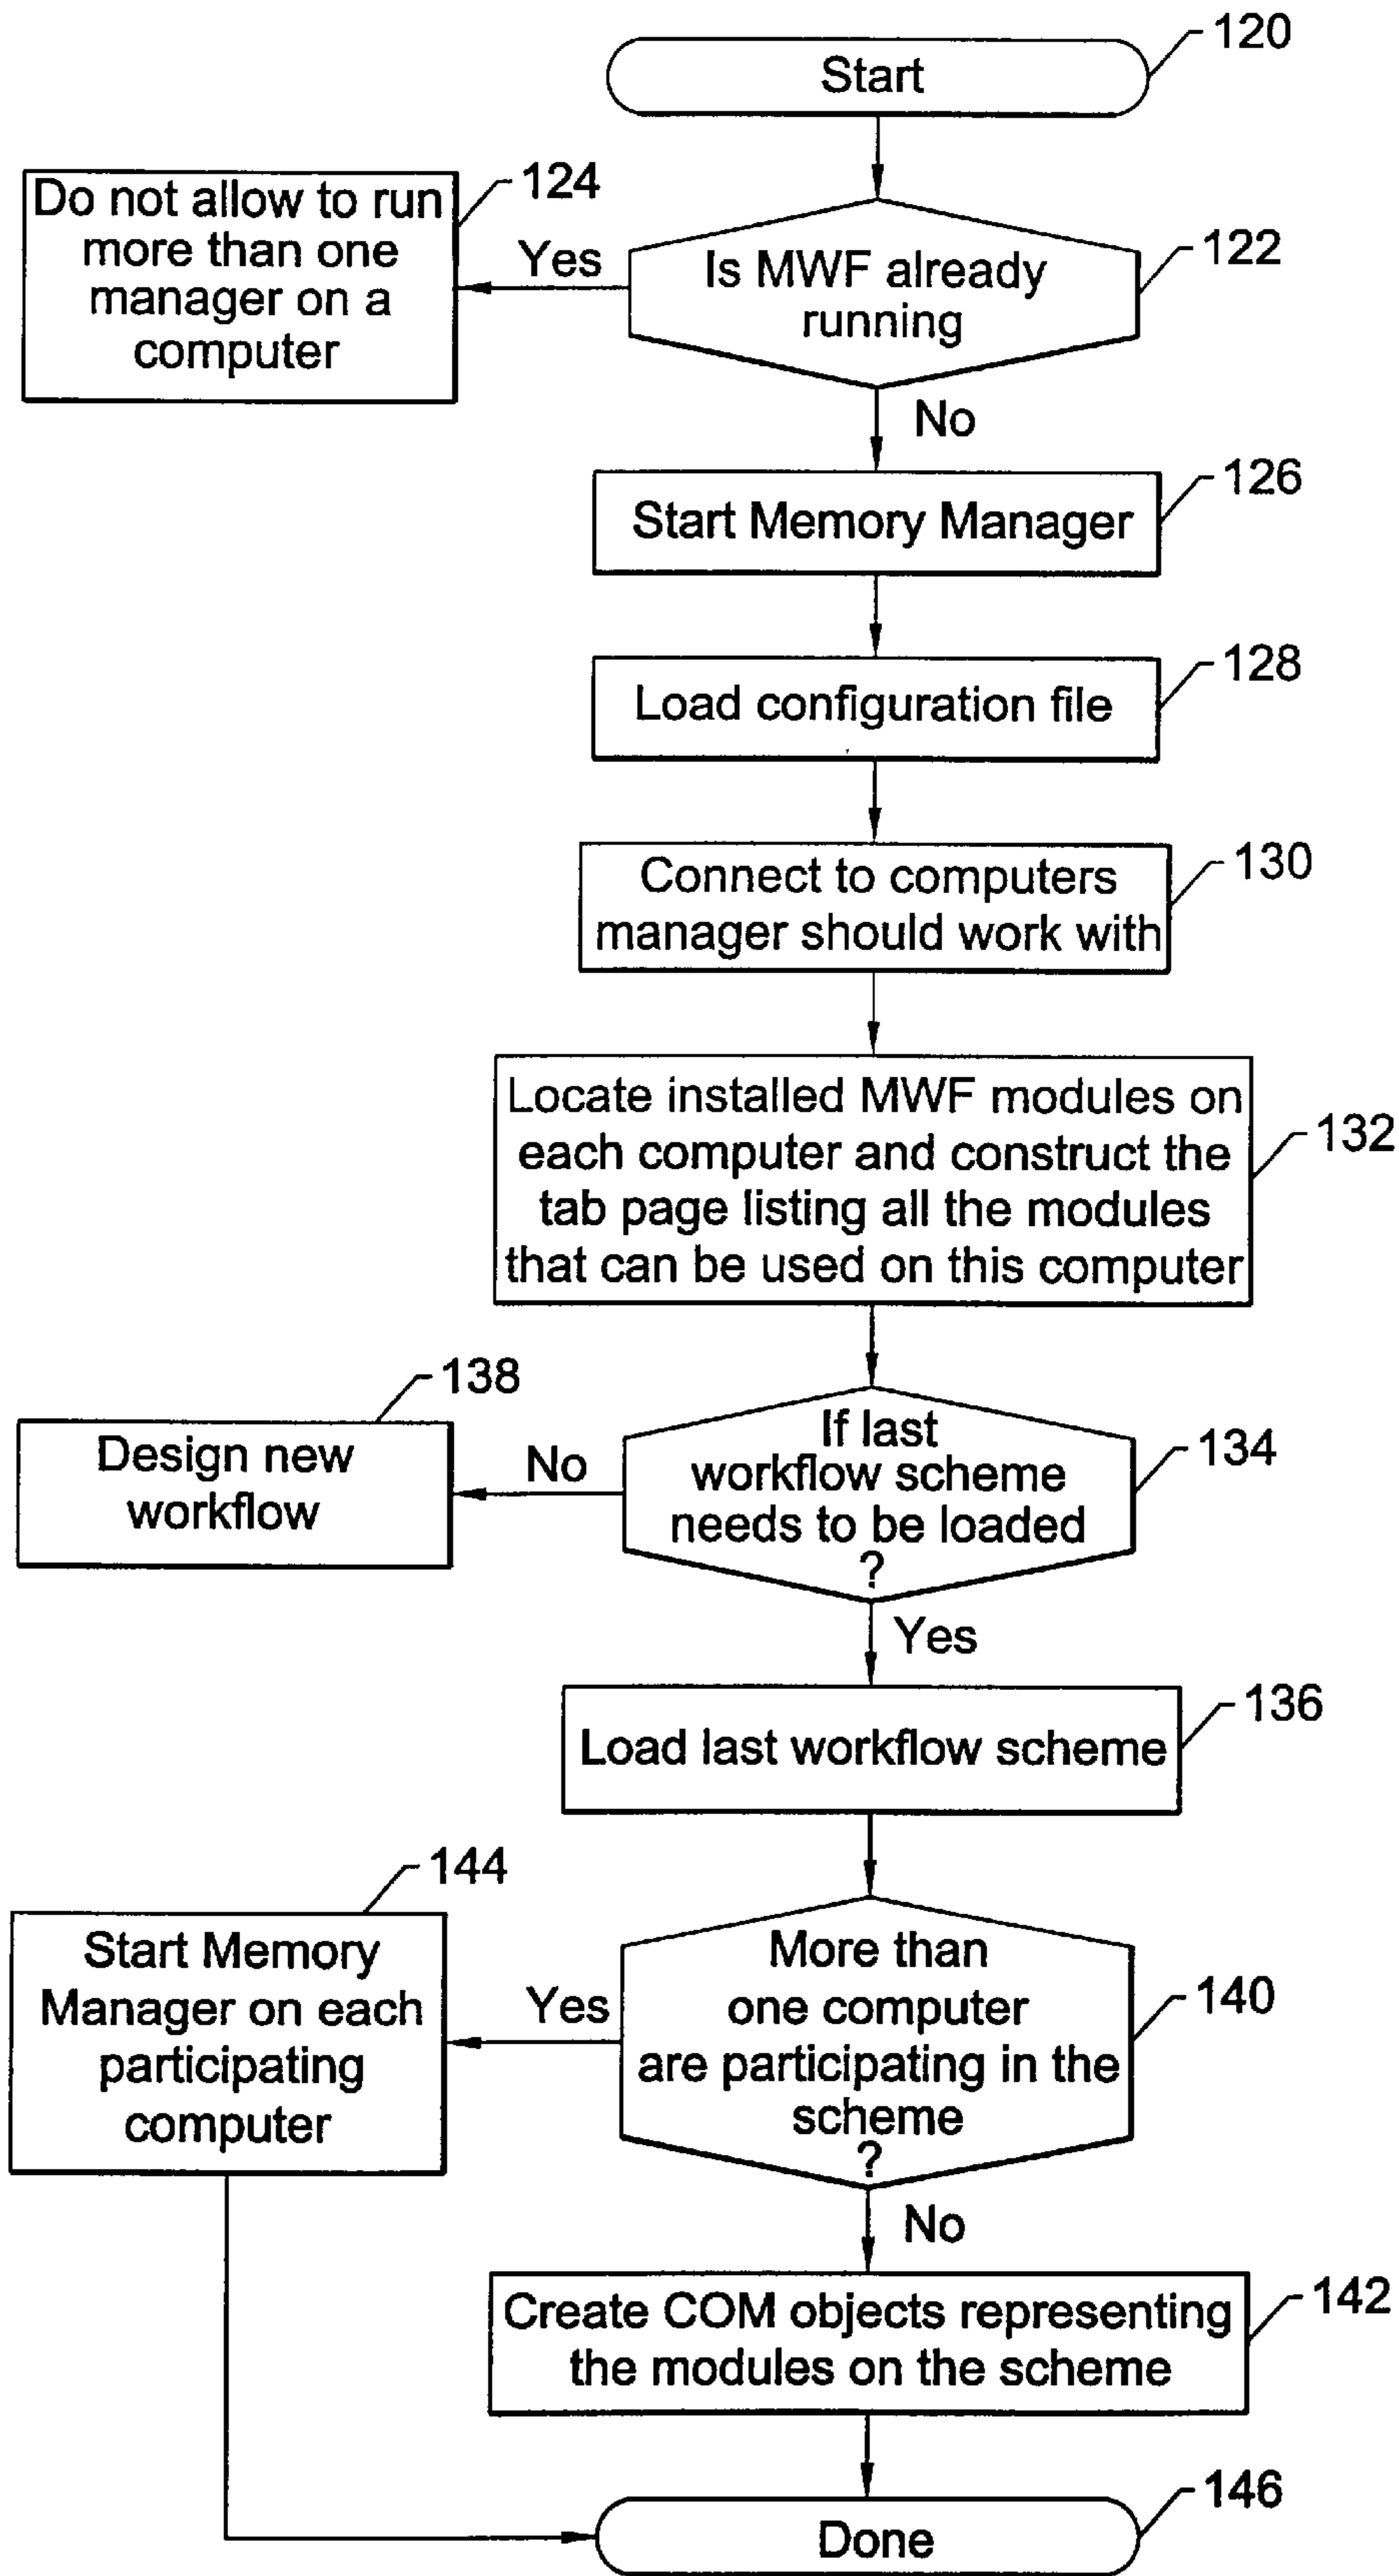 Start
120
Do not allow to run
more than one
manager on a
computer
124
Yes
Is MWF already
running
122
No
Start Memory Manager
126
Load configuration file
128
Connect to computers
manager should work with
130
Locate installed MWF modules on
each computer and construct the
tab page listing all the modules
that can be used on this computer
132
Design new
workflow
138
No
If last
workflow scheme
needs to be loaded
?
134
Yes
Load last workflow scheme
136
Start Memory
Manager on each
participating
computer
144
Yes
More than
one computer
are participating in the
scheme
?
140
No
Create COM objects representing
the modules on the scheme
142
Done
146